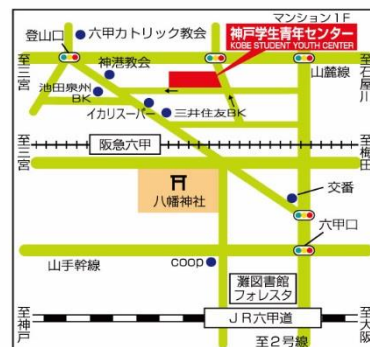 マンション1F
登山口
六甲カトリック教会
神戸学生青年センター
KOBE STUDENT YOUTH CENTER
至三宮
神港教会
山麓線
至石屋川
池田泉州
BK
イカリスーパー
三井住友BK
至三宮
阪急六甲
至梅田
八幡神社
交番
六甲口
山手幹線
coop
灘図書館
フォレスタ
至神戸
JR六甲道
至大阪
至2号線